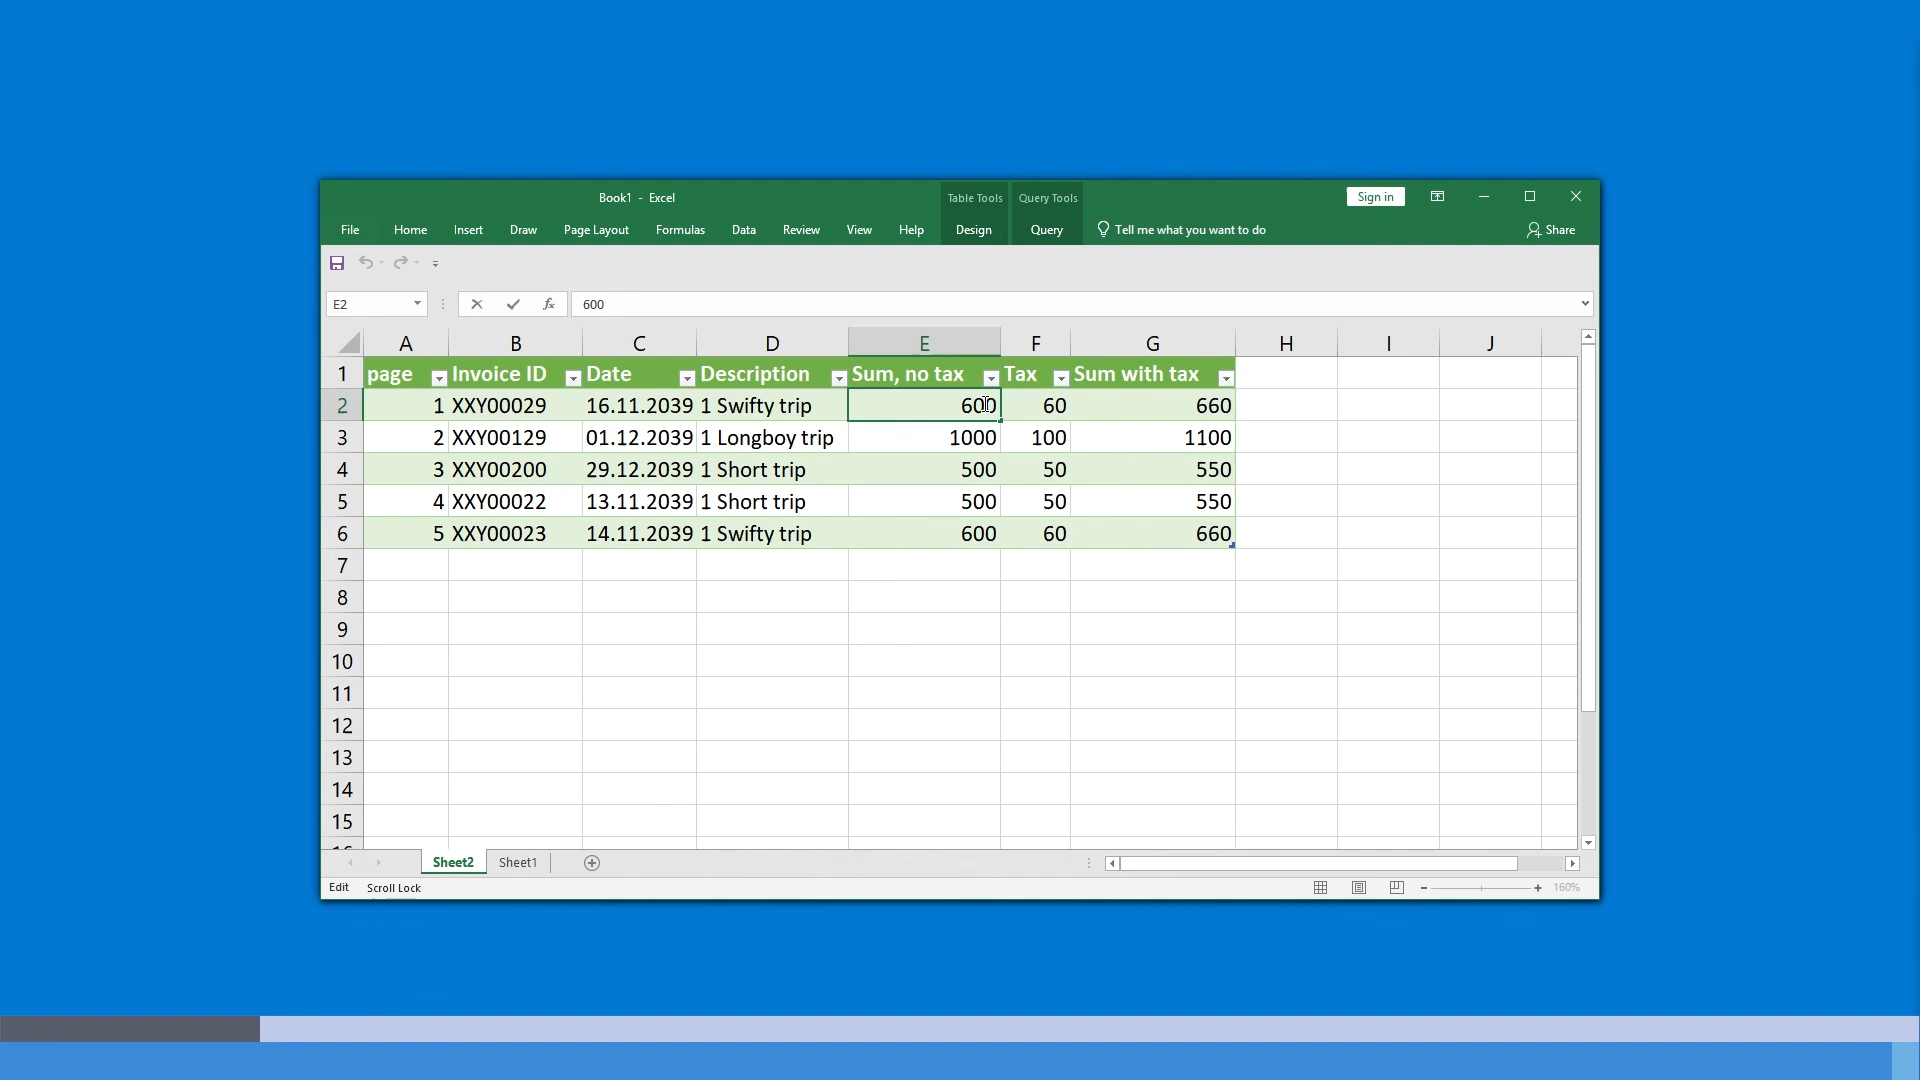 Book1 - Excel
Table Tools
Query Tools
Sign in
File Home Insert Draw Page Layout Formulas Data Review View Help Design Query Tell me what you want to do Share
E2 fx 600
A B C D E F G H I J
1 page Invoice ID Date Description Sum, no tax Tax Sum with tax
2 1 XXY00029 16.11.2039 1 Swifty trip 600 60 660
3 2 XXY00129 01.12.2039 1 Longboy trip 1000 100 1100
4 3 XXY00200 29.12.2039 1 Short trip 500 50 550
5 4 XXY00022 13.11.2039 1 Short trip 500 50 550
6 5 XXY00023 14.11.2039 1 Swifty trip 600 60 660
7
8
9
10
11
12
13
14
15
Sheet2 Sheet1
Edit Scroll Lock 160%